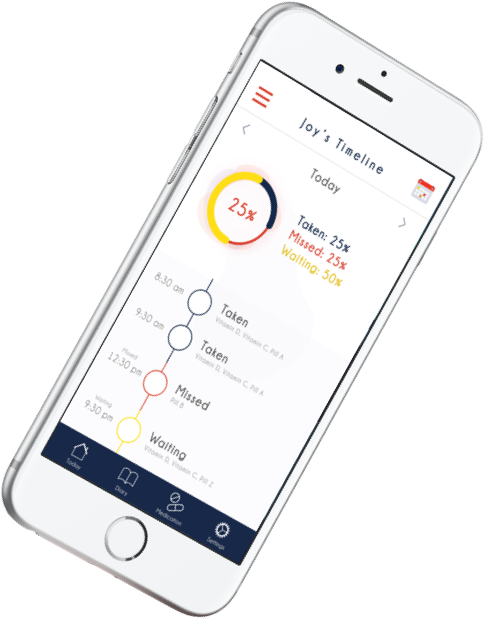 Joy's Timeline
Today
25%
Taken: 25%
Missed: 25%
Waiting: 50%
8:30 am
Taken
Vitamin D, Vitamin C, Pill A
9:30 am
Taken
Vitamin D, Vitamin C, Pill A
Missed
12:30 pm
Missed
Pill B
Waiting
9:30 pm
Waiting
Vitamin D, Vitamin C, Pill Z
Today
Diary
Medication
Settings